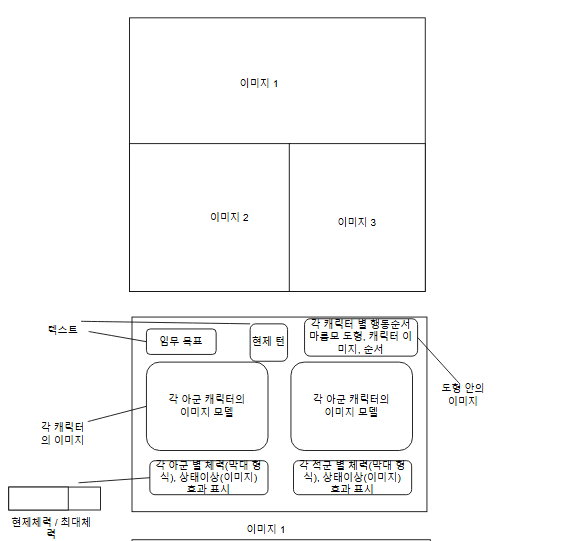 이미지 1
이미지 2
이미지 3
텍스트
임무 목표
현제 턴
각 캐릭터 별 행동순서
마름모 도형, 캐릭터 이
미지, 순서
도형 안의
이미지
각 아군 캐릭터의
이미지 모델
각 아군 캐릭터의
이미지 모델
각 캐릭터
의 이미지
각 아군 별 체력(막대 형
식), 상태이상(이미지)
효과 표시
각 적군 별 체력(막대 형
식), 상태이상(이미지)
효과 표시
현제체력 / 최대체
력
이미지 1